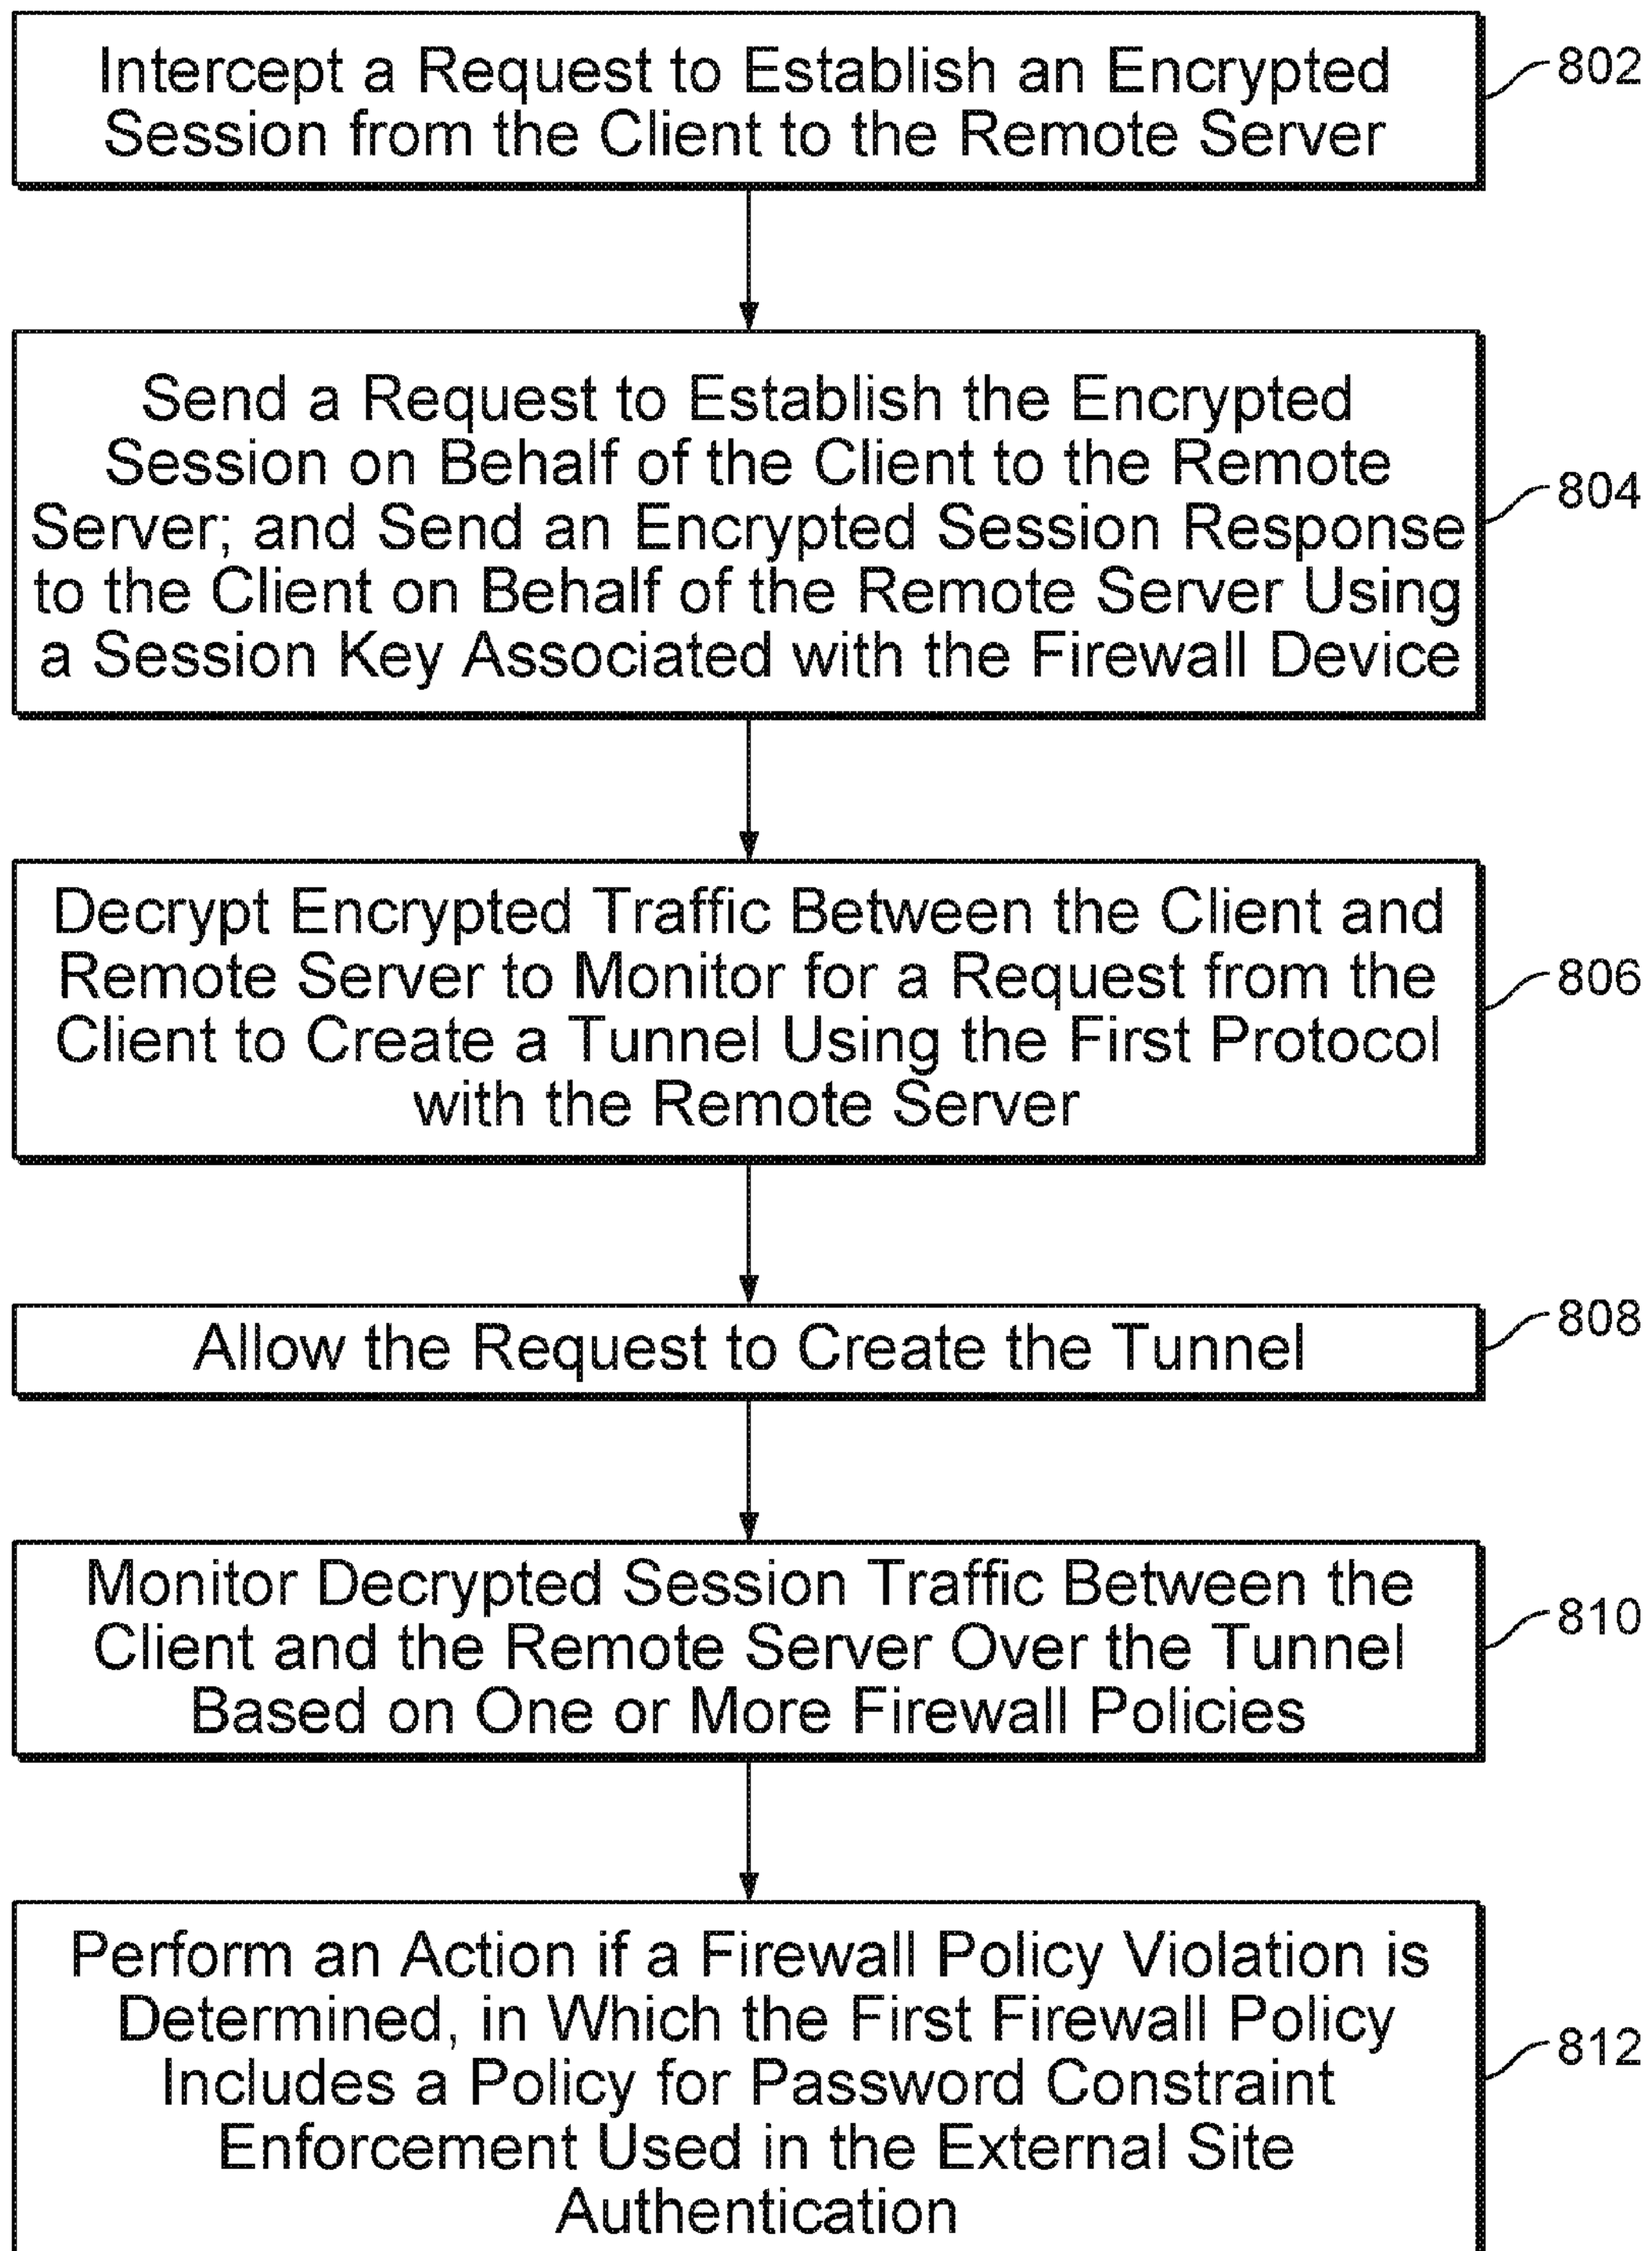 Intercept a Request to Establish an Encrypted
Session from the Client to the Remote Server
802
Send a Request to Establish the Encrypted
Session on Behalf of the Client to the Remote
Server; and Send an Encrypted Session Response
to the Client on Behalf of the Remote Server Using
a Session Key Associated with the Firewall Device
804
Decrypt Encrypted Traffic Between the Client and
Remote Server to Monitor for a Request from the
Client to Create a Tunnel Using the First Protocol
with the Remote Server
806
Allow the Request to Create the Tunnel
808
Monitor Decrypted Session Traffic Between the
Client and the Remote Server Over the Tunnel
Based on One or More Firewall Policies
810
Perform an Action if a Firewall Policy Violation is
Determined, in Which the First Firewall Policy
Includes a Policy for Password Constraint
Enforcement Used in the External Site
Authentication
812